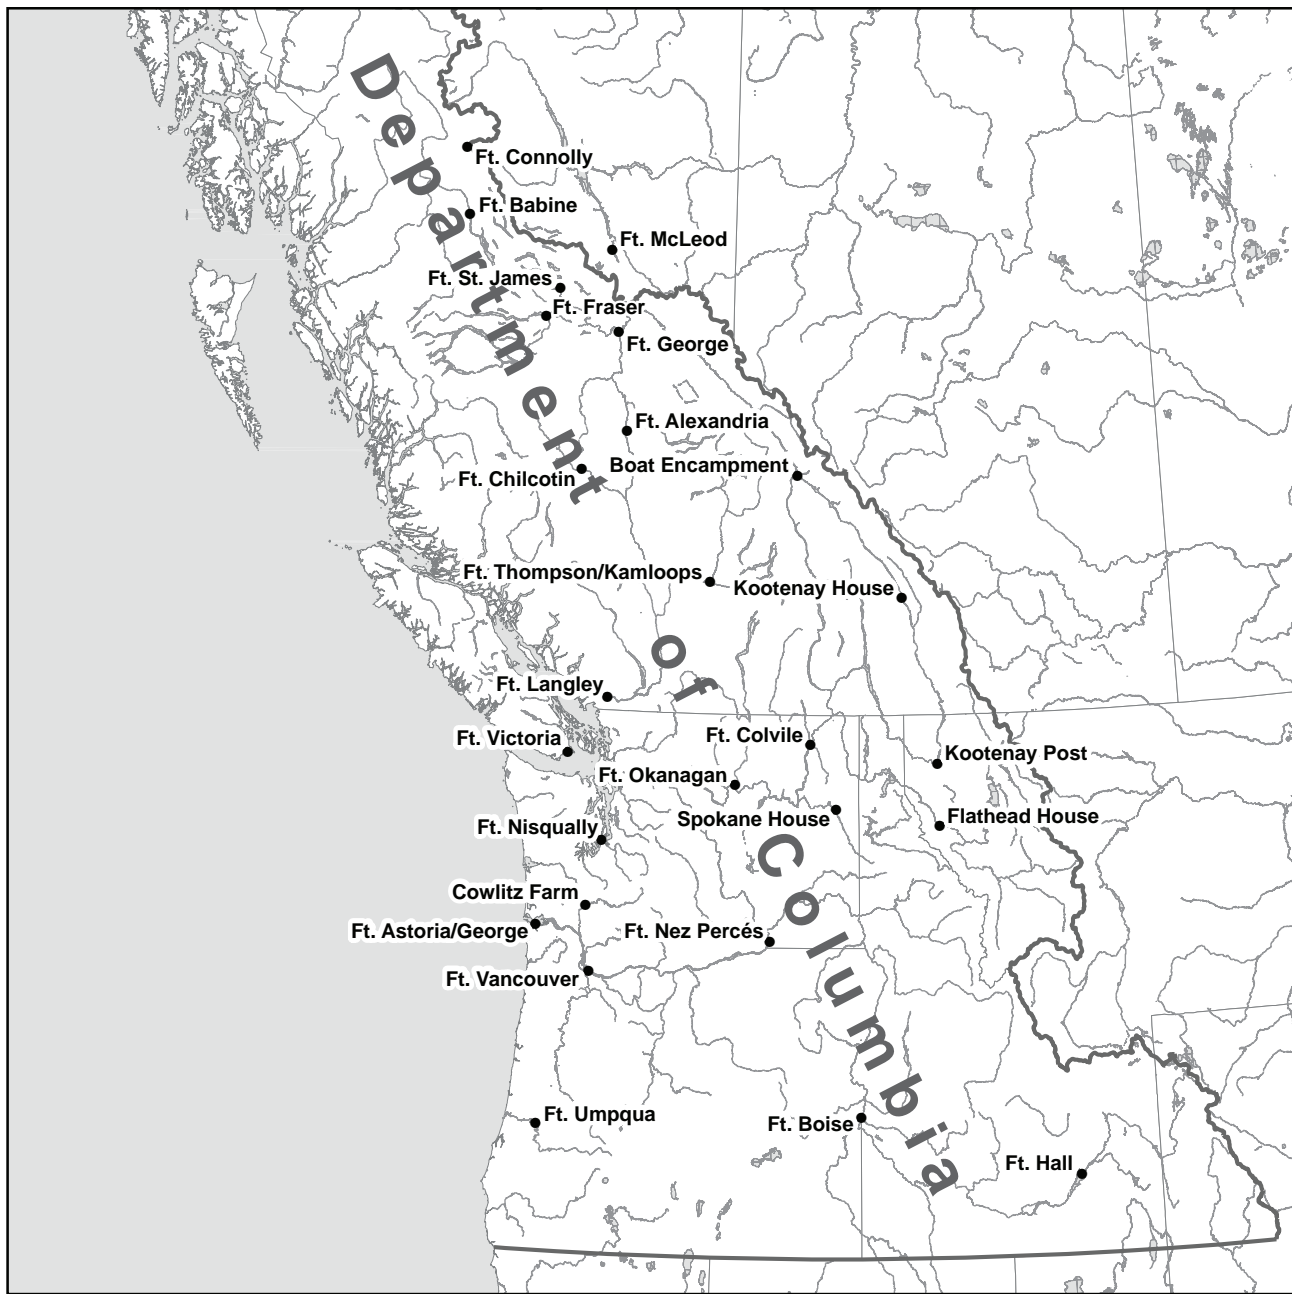 Department of Columbia
Ft. Connolly
Ft. Babine
Ft. McLeod
Ft. St. James
Ft. Fraser
Ft. George
Ft. Alexandria
Boat Encampment
Ft. Chilcotin
Ft. Thompson/Kamloops
Kootenay House
Ft. Langley
Ft. Victoria
Ft. Colvile
Kootenay Post
Ft. Okanagan
Spokane House
Flathead House
Ft. Nisqually
Cowlitz Farm
Ft. Astoria/George
Ft. Nez Percés
Ft. Vancouver
Ft. Umpqua
Ft. Boise
Ft. Hall